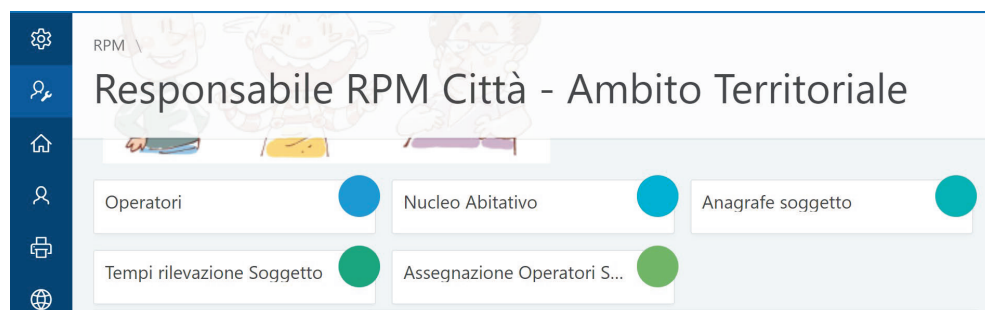 RPM \
Responsabile RPM Città - Ambito Territoriale
Operatori
Nucleo Abitativo
Anagrafe soggetto
Tempi rilevazione Soggetto
Assegnazione Operatori S...